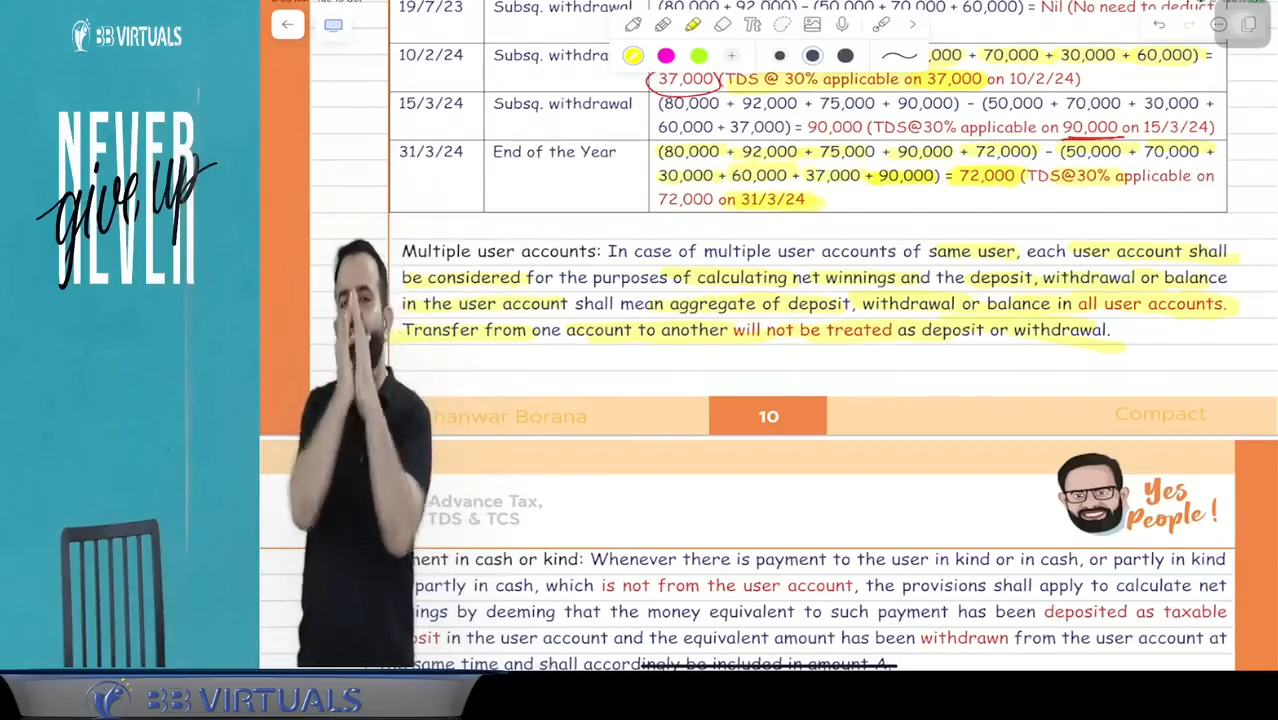 BB VIRTUALS
NEVER
give up
NEVER
19/7/23 Subsq. withdrawal (80,000 + 92,000) – (50,000 + 70,000 + 60,000) = Nil (No need to deduct
10/2/24 Subsq. withdra 000 + 70,000 + 30,000 + 60,000) =
37,000 (TDS @ 30% applicable on 37,000 on 10/2/24)
15/3/24 Subsq. withdrawal (80,000 + 92,000 + 75,000 + 90,000) – (50,000 + 70,000 + 30,000 +
60,000 + 37,000) = 90,000 (TDS@30% applicable on 90,000 on 15/3/24)
31/3/24 End of the Year (80,000 + 92,000 + 75,000 + 90,000 + 72,000) – (50,000 + 70,000 +
30,000 + 60,000 + 37,000 + 90,000) = 72,000 (TDS@30% applicable on
72,000 on 31/3/24
Multiple user accounts: In case of multiple user accounts of same user, each user account shall
be considered for the purposes of calculating net winnings and the deposit, withdrawal or balance
in the user account shall mean aggregate of deposit, withdrawal or balance in all user accounts.
Transfer from one account to another will not be treated as deposit or withdrawal.
hanwar Borana 10 Compact
Advance Tax,
TDS & TCS
Yes
People!
ment in cash or kind: Whenever there is payment to the user in kind or in cash, or partly in kind
partly in cash, which is not from the user account, the provisions shall apply to calculate net
ings by deeming that the money equivalent to such payment has been deposited as taxable
osit in the user account and the equivalent amount has been withdrawn from the user account at
same time and shall accordingly be included in amount A.
BB VIRTUALS